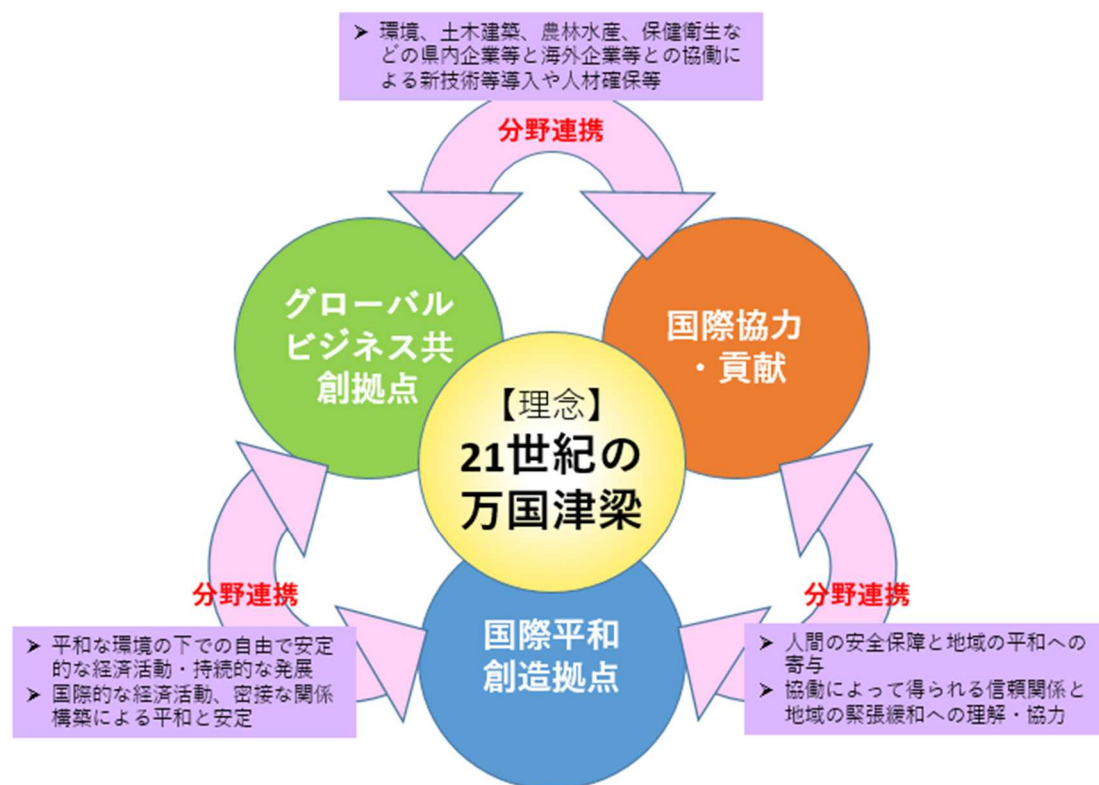 ➤ 環境、土木建築、農林水産、保健衛生な
どの県内企業等と海外企業等との協働に
よる新技術等導入や人材確保等
分野連携
グローバル
ビジネス共
創拠点
国際協力
・貢献
【理念】
21世紀の
万国津梁
分野連携
➤ 平和な環境の下での自由で安定
的な経済活動・持続的な発展
➤ 国際的な経済活動、密接な関係
構築による平和と安定
国際平和
創造拠点
分野連携
➤ 人間の安全保障と地域の平和への
寄与
➤ 協働によって得られる信頼関係と
地域の緊張緩和への理解・協力